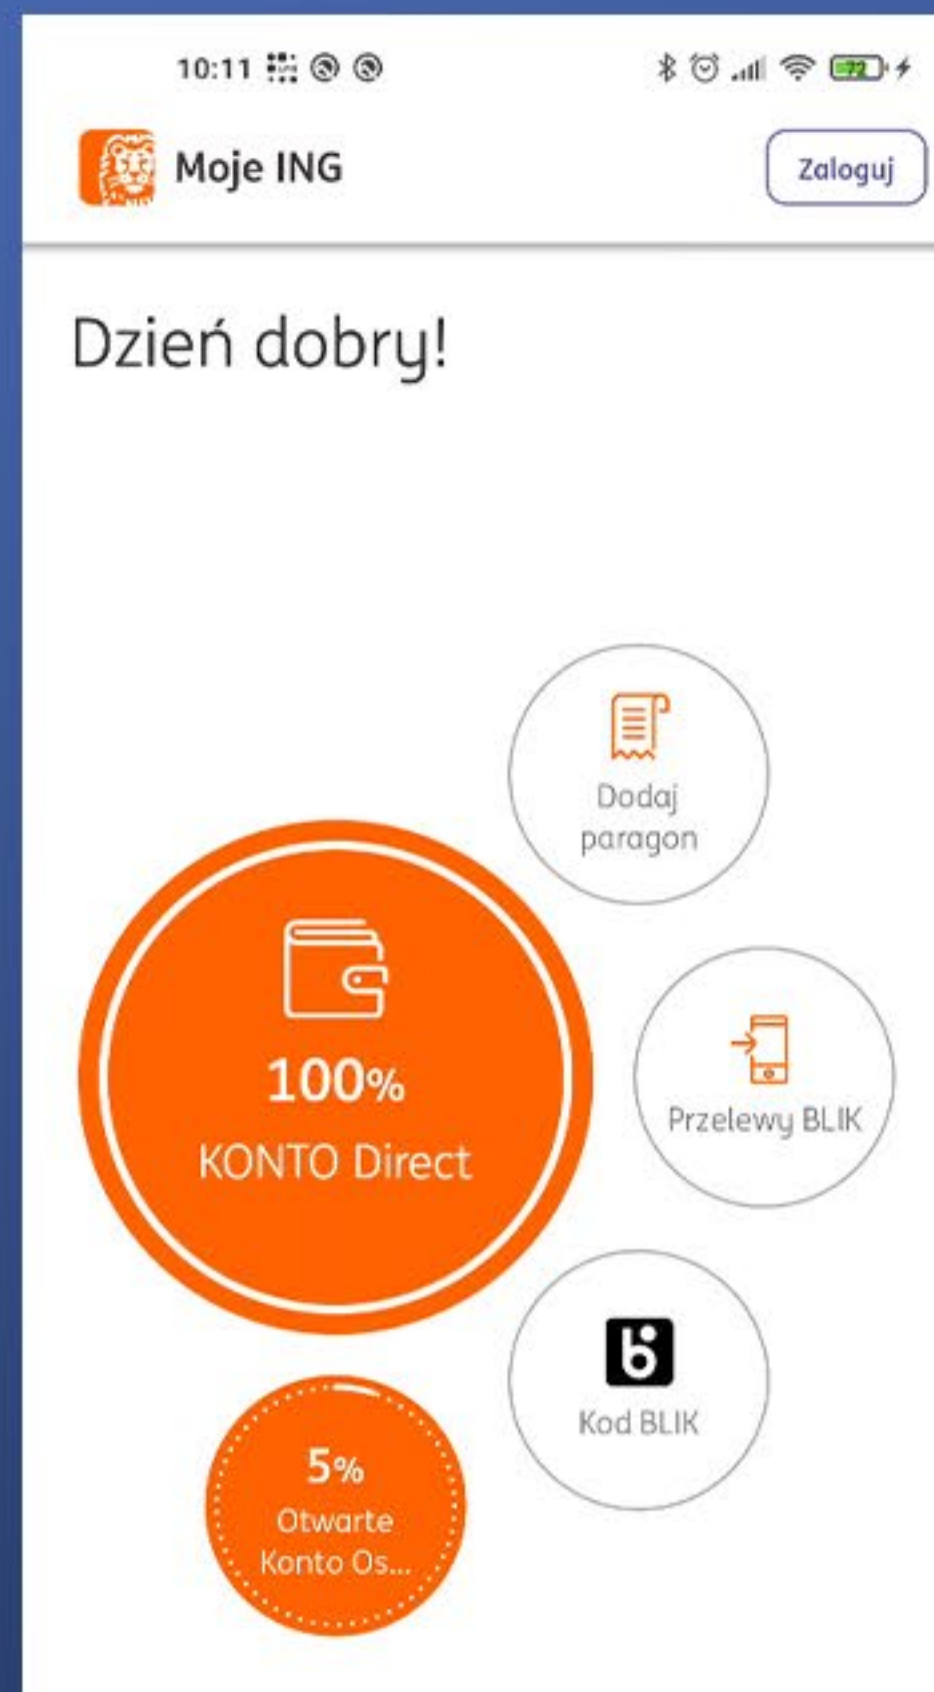 10:11
72
Moje ING
Zaloguj
Dzień dobry!
Dodaj
paragon
100%
KONTO Direct
Przelewy BLIK
Kod BLIK
5%
Otwarte
Konto Os...